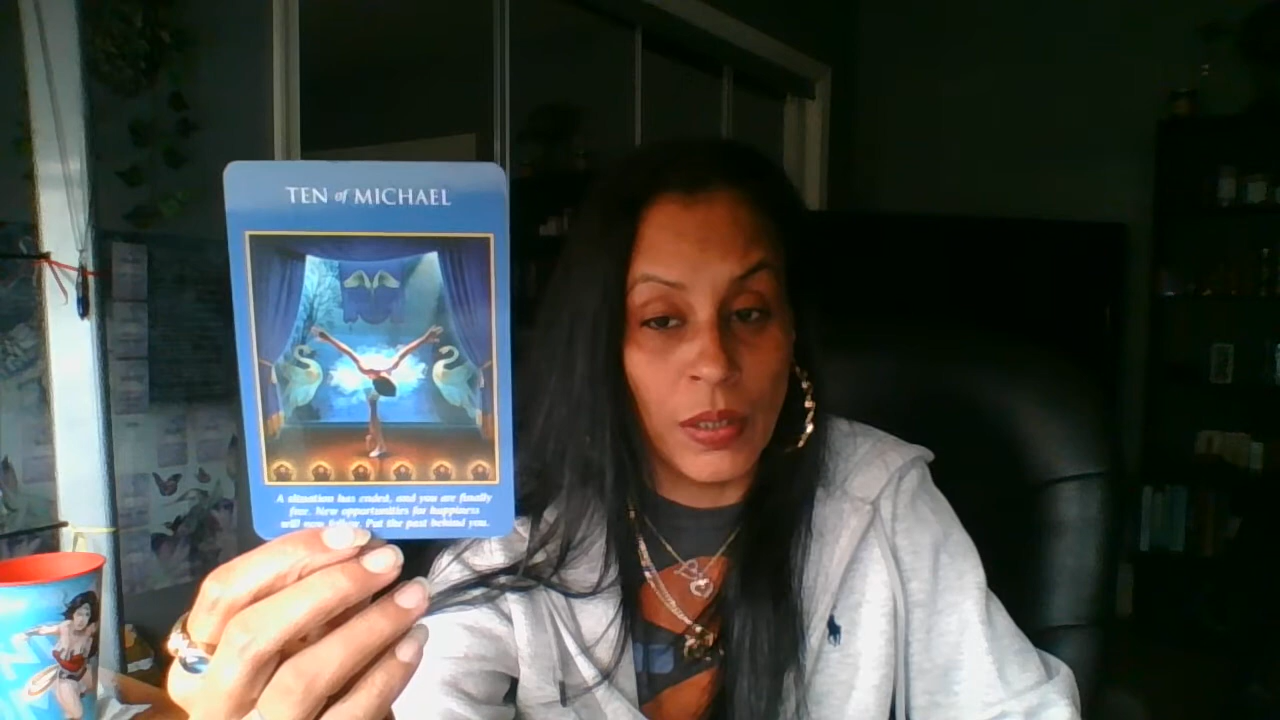 TEN of MICHAEL
A situation has ended, and you are finally
free. New opportunities for happiness
will now follow. Put the past behind you.